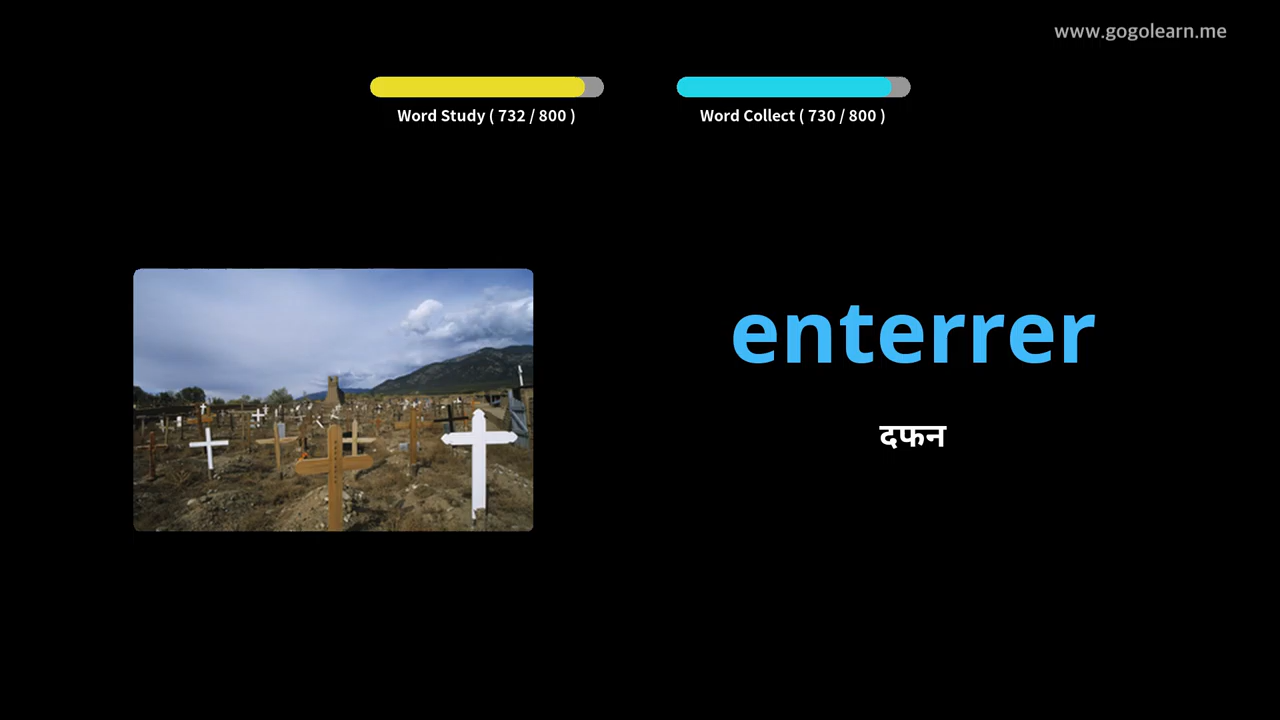 www.gogolearn.me
Word Study ( 732 / 800 )
Word Collect ( 730 / 800 )
enterrer
दफन